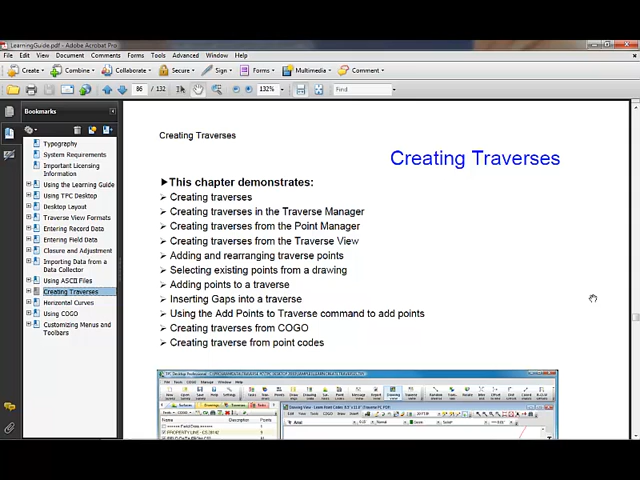 LearningGuide.pdf - Adobe Acrobat Pro
File Edit View Document Comments Forms Tools Advanced Window Help
Create Combine Collaborate Secure Sign Forms Multimedia Comment
86 / 132 132% Find
Bookmarks
Typography
System Requirements
Important Licensing
Information
Using the Learning Guide
Using TPC Desktop
Desktop Layout
Traverse View Formats
Entering Record Data
Entering Field Data
Closure and Adjustment
Importing Data from a
Data Collector
Using ASCII Files
Creating Traverses
Horizontal Curves
Using COGO
Customizing Menus and
Toolbars
Creating Traverses
Creating Traverses
This chapter demonstrates:
Creating traverses
Creating traverses in the Traverse Manager
Creating traverses from the Point Manager
Creating traverses from the Traverse View
Adding and rearranging traverse points
Selecting existing points from a drawing
Adding points to a traverse
Inserting Gaps into a traverse
Using the Add Points to Traverse command to add points
Creating traverses from COGO
Creating traverse from point codes